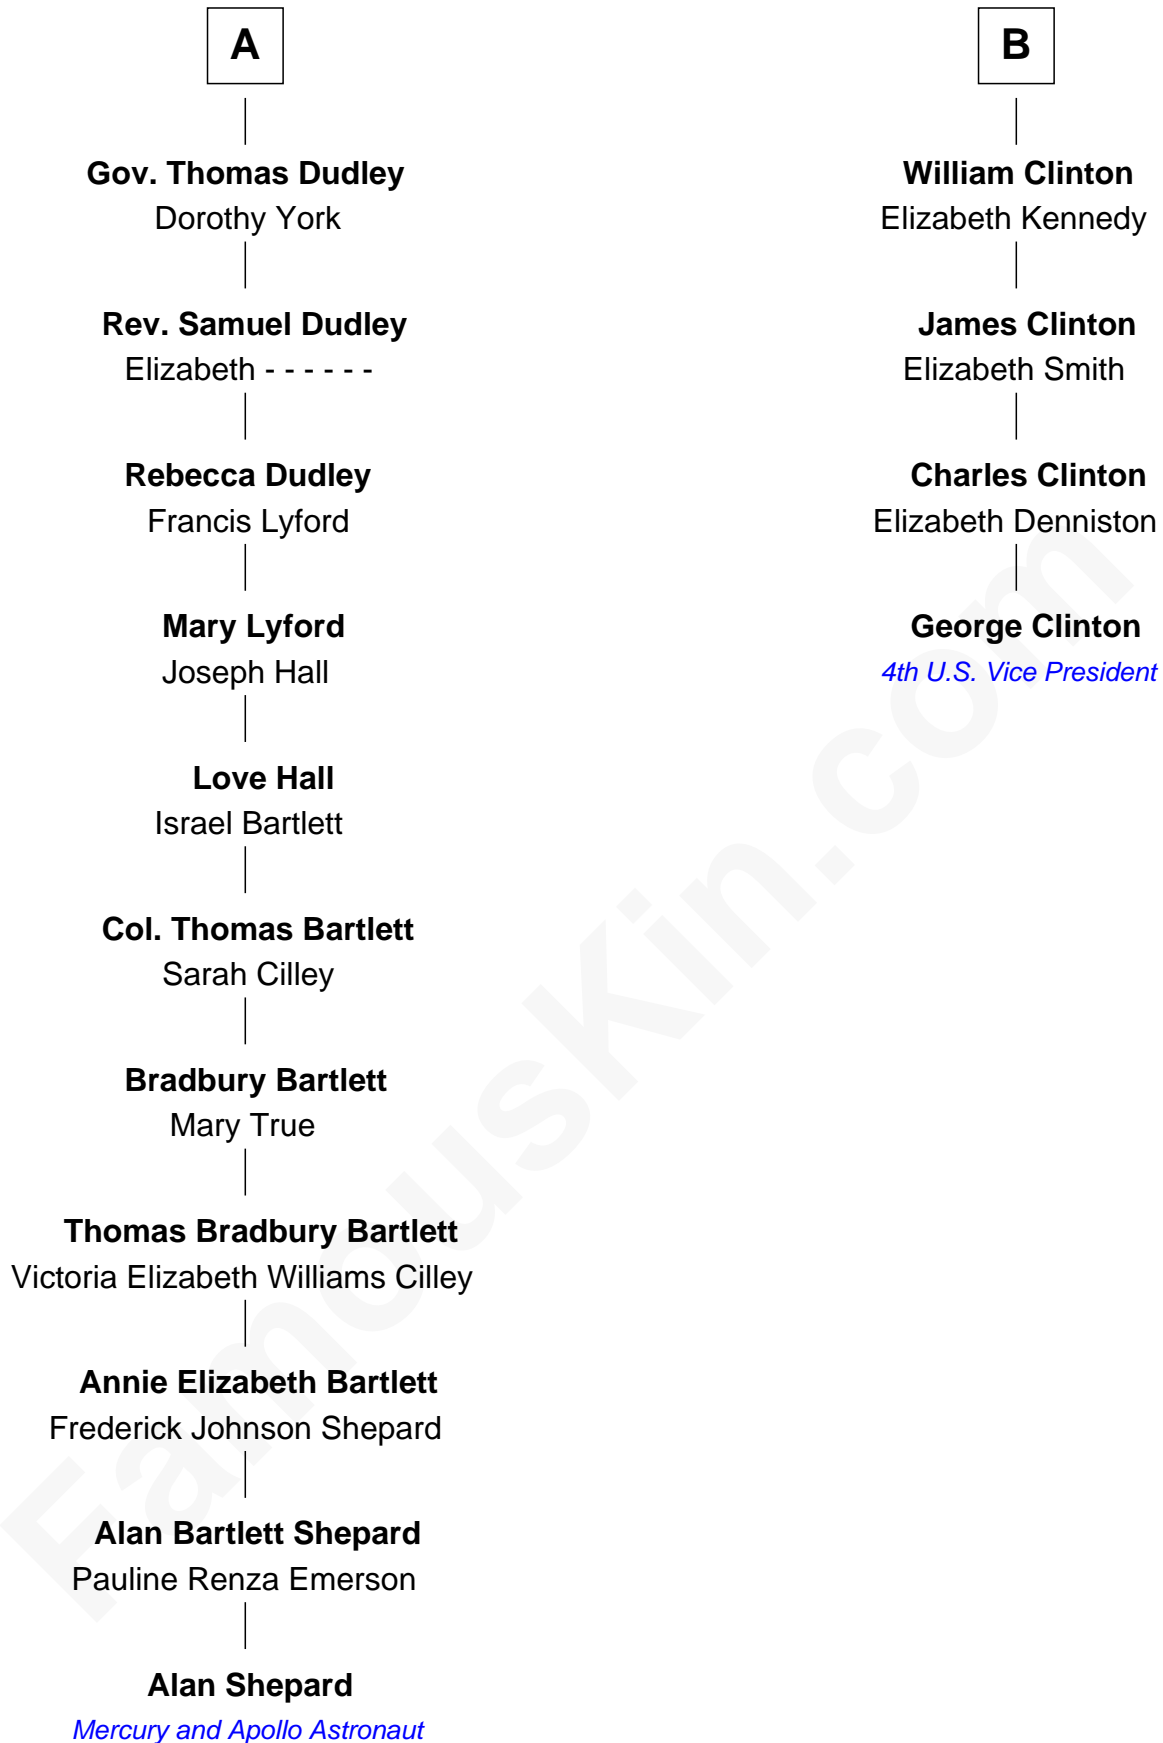 A
Gov. Thomas Dudley
Dorothy York
Rev. Samuel Dudley
Elizabeth - - - - - -
Rebecca Dudley
Francis Lyford
Mary Lyford
Joseph Hall
Love Hall
Israel Bartlett
Col. Thomas Bartlett
Sarah Cilley
Bradbury Bartlett
Mary True
Thomas Bradbury Bartlett
Victoria Elizabeth Williams Cilley
Annie Elizabeth Bartlett
Frederick Johnson Shepard
Alan Bartlett Shepard
Pauline Renza Emerson
Alan Shepard
Mercury and Apollo Astronaut
B
William Clinton
Elizabeth Kennedy
James Clinton
Elizabeth Smith
Charles Clinton
Elizabeth Denniston
George Clinton
4th U.S. Vice President
FamousKin.com